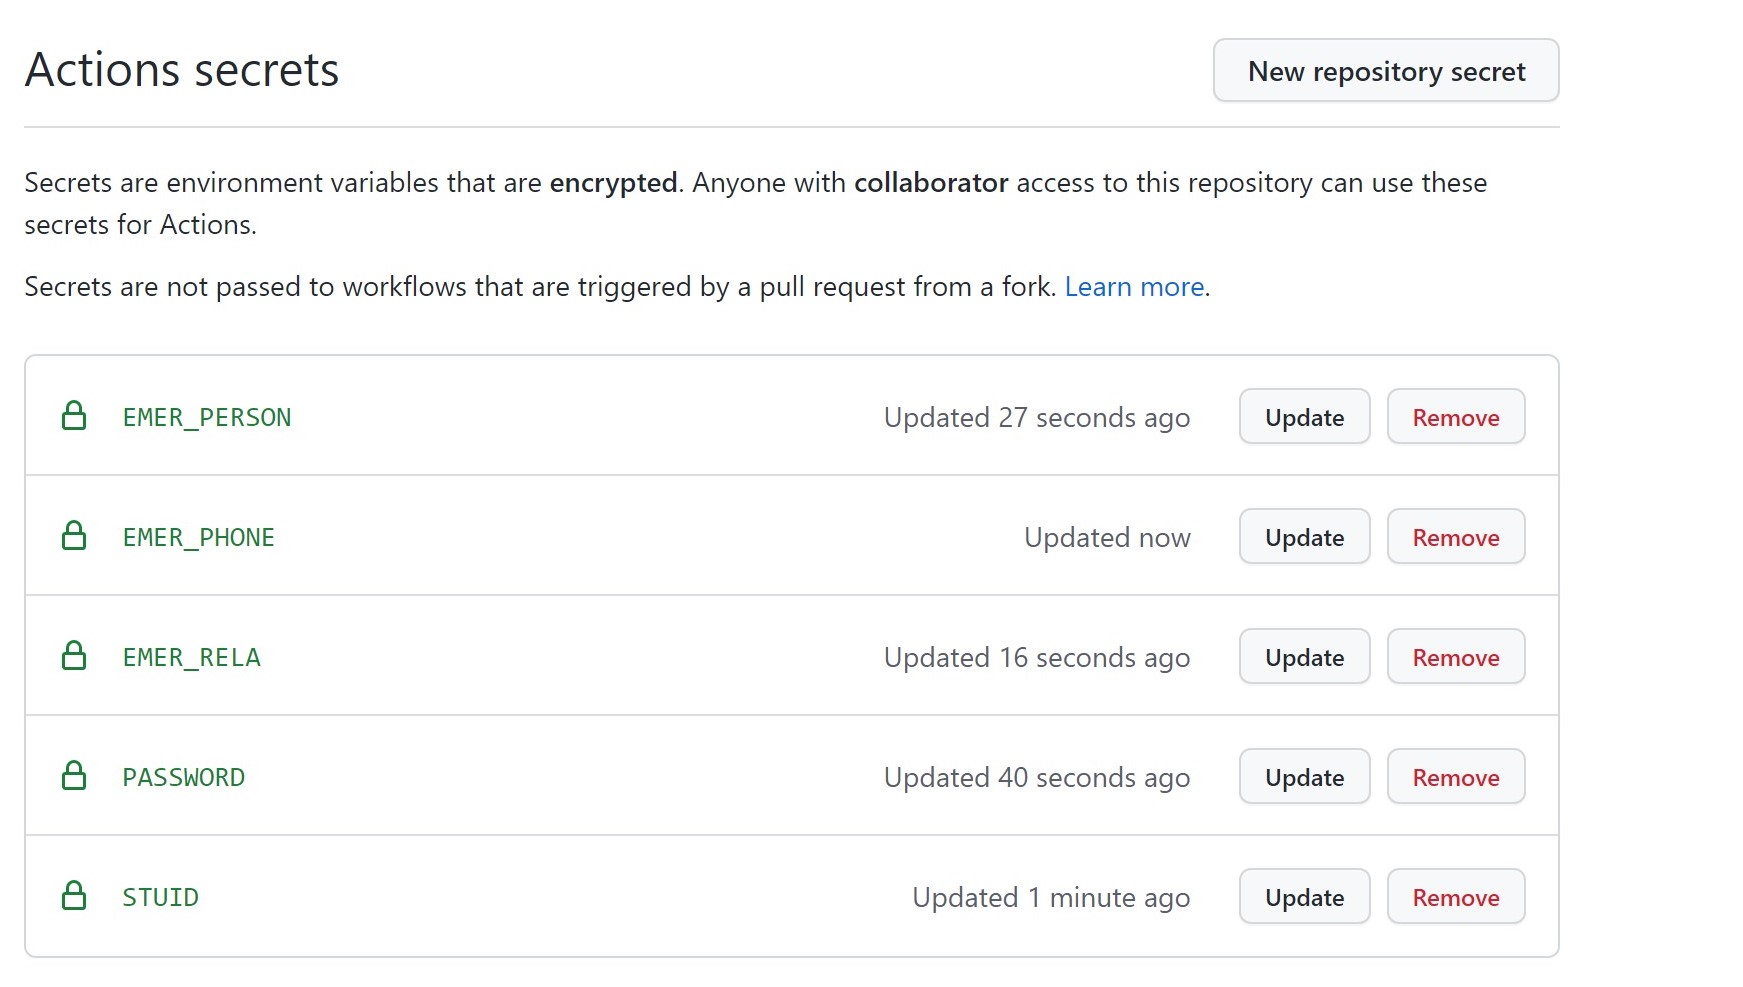 Actions secrets
New repository secret
Secrets are environment variables that are encrypted. Anyone with collaborator access to this repository can use these
secrets for Actions.
Secrets are not passed to workflows that are triggered by a pull request from a fork. Learn more.
EMER_PERSON Updated 27 seconds ago Update Remove
EMER_PHONE Updated now Update Remove
EMER_RELA Updated 16 seconds ago Update Remove
PASSWORD Updated 40 seconds ago Update Remove
STUID Updated 1 minute ago Update Remove